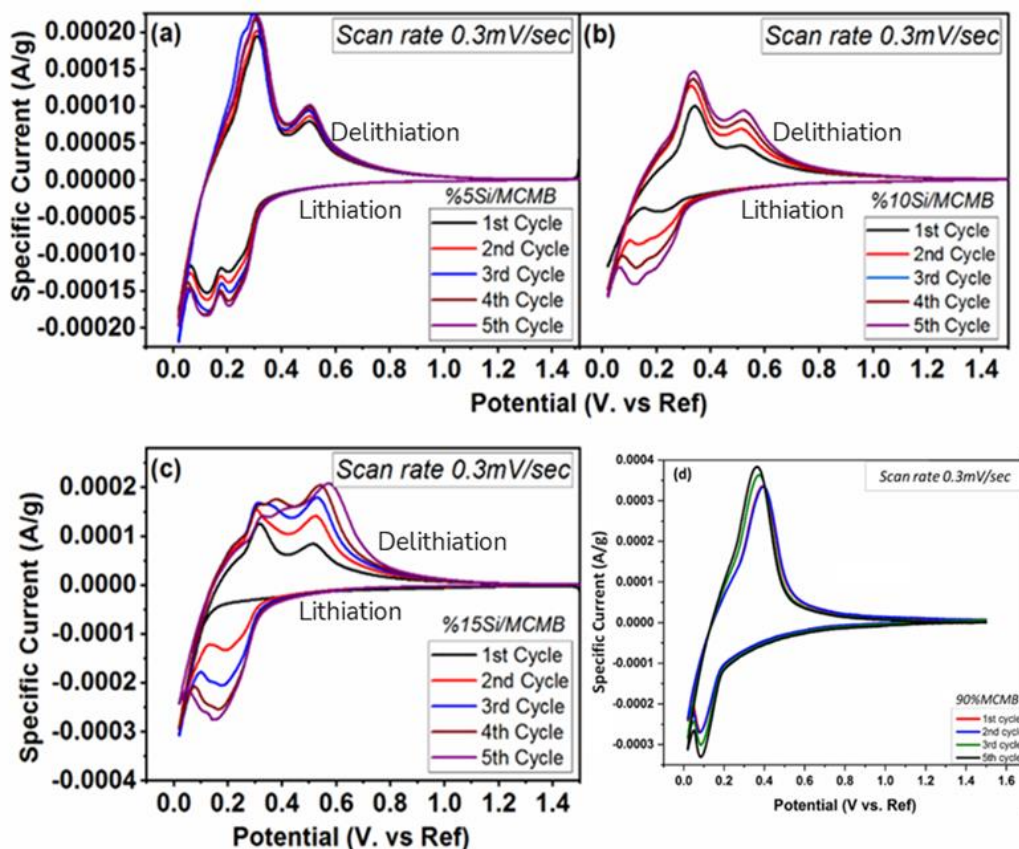 (a)
Scan rate 0.3mV/sec
Specific Current (A/g)
0.00020
0.00015
0.00010
0.00005
0.00000
-0.00005
-0.00010
-0.00015
-0.00020
Delithiation
Lithiation
%5Si/MCMB
1st Cycle
2nd Cycle
3rd Cycle
4th Cycle
5th Cycle
0.0 0.2 0.4 0.6 0.8 1.0 1.2 1.4
(b)
Scan rate 0.3mV/sec
Delithiation
Lithiation
%10Si/MCMB
1st Cycle
2nd Cycle
3rd Cycle
4th Cycle
5th Cycle
0.0 0.2 0.4 0.6 0.8 1.0 1.2 1.4
Potential (V. vs Ref)
(c)
Scan rate 0.3mV/sec
Specific Current (A/g)
0.0002
0.0001
0.0000
-0.0001
-0.0002
-0.0003
-0.0004
Delithiation
Lithiation
%15Si/MCMB
1st Cycle
2nd Cycle
3rd Cycle
4th Cycle
5th Cycle
0.0 0.2 0.4 0.6 0.8 1.0 1.2 1.4
Potential (V. vs Ref)
(d)
Scan rate 0.3mV/sec
Specific Current (A/g)
0.0004
0.0003
0.0002
0.0001
0.0000
-0.0001
-0.0002
-0.0003
90%MCMB
1st cycle
2nd cycle
3rd cycle
5th cycle
0.0 0.2 0.4 0.6 0.8 1.0 1.2 1.4 1.6
Potential (V vs. Ref)